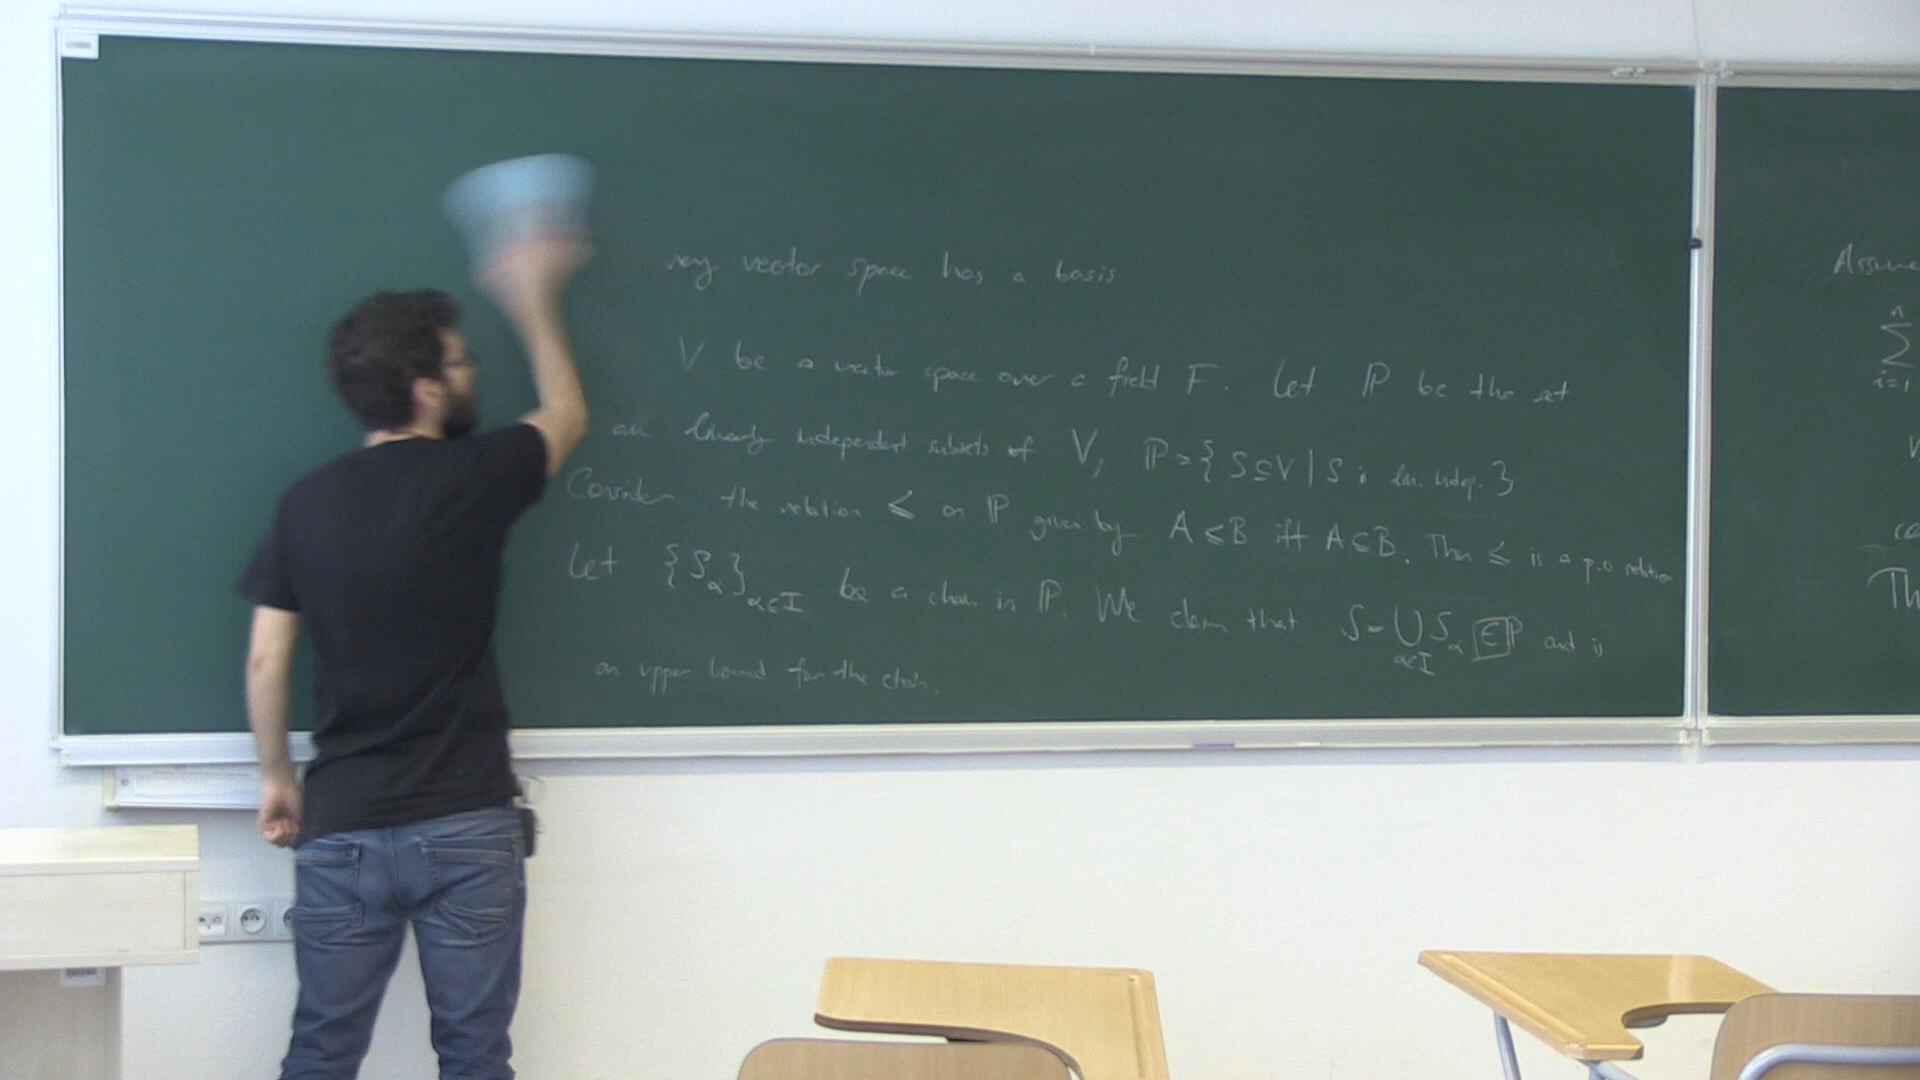 very vector space has a basis
V be a vector space over a field F. Let ℙ be the set
all linearly independent subsets of V, ℙ = { S ⊆ V | S is lin. indep. }
Consider the relation ≤ on ℙ given by A ≤ B iff A ⊆ B. Then ≤ is a p.o relation
Let {S_α}_{α∈I} be a chain in ℙ. We claim that S = ⋃_{α∈I} S_α ∈ ℙ and is
an upper bound for the chain.
Assume
∑_{i=1}^{n}
Th